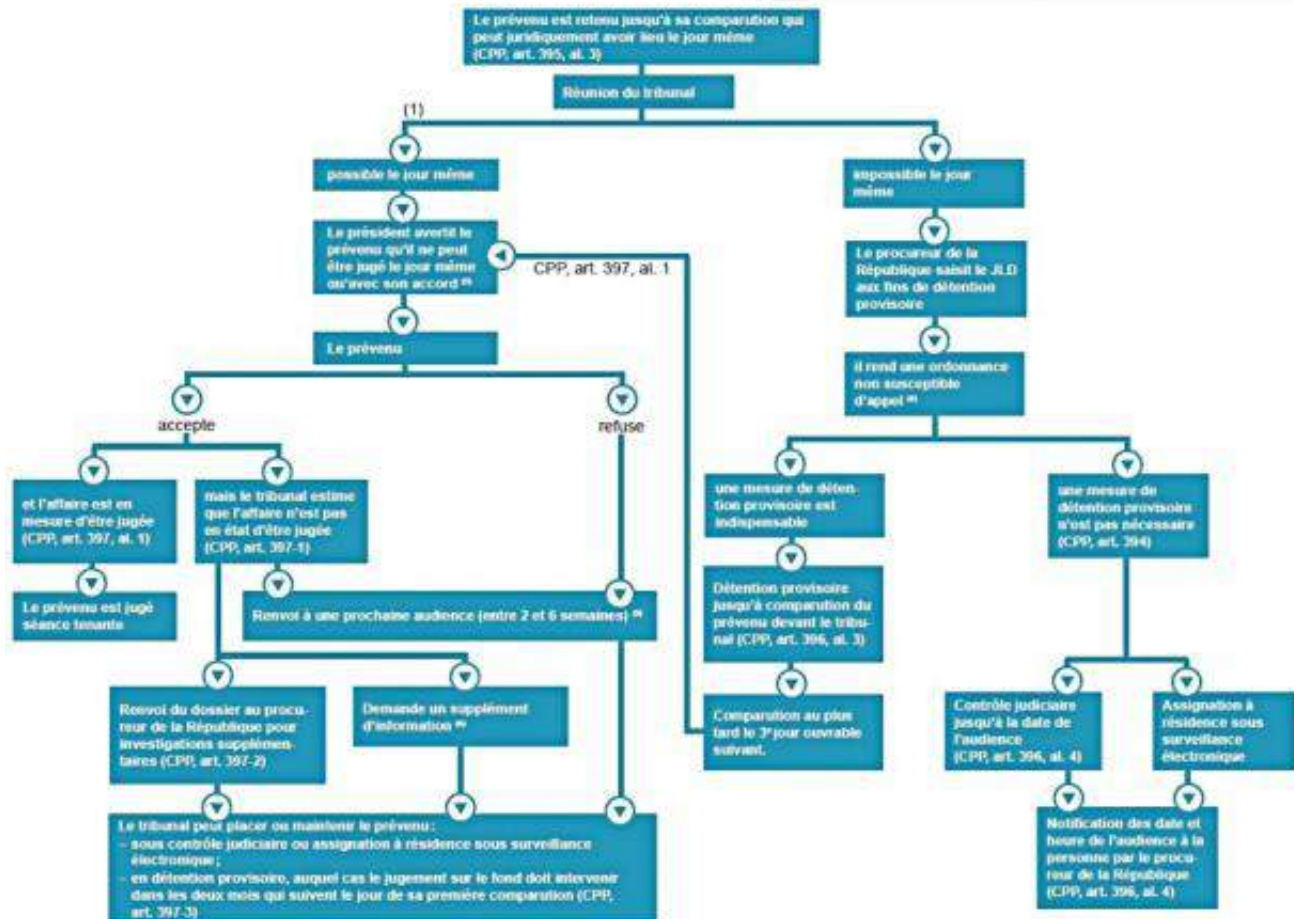 Le prévenu est retenu jusqu'à sa comparution qui
peut juridiquement avoir lieu le jour même
(CPP, art. 395, al. 3)
Réunion du tribunal
(1)
possible le jour même
impossible le jour
même
Le président avertit le
prévenu qu'il ne peut
être jugé le jour même
qu'avec son accord
CPP, art. 397, al. 1
Le procureur de la
République saisit le JLD
aux fins de détention
provisoire
Le prévenu
il rend une ordonnance
non susceptible
d'appel
accepte
refuse
et l'affaire est en
mesure d'être jugée
(CPP, art. 397, al. 1)
mais le tribunal estime
que l'affaire n'est pas
en état d'être jugée
(CPP, art. 397-1)
une mesure de déten-
tion provisoire est
indispensable
une mesure de
détention provisoire
n'est pas nécessaire
(CPP, art. 394)
Le prévenu est jugé
séance tenante
Renvoi à une prochaine audience (entre 2 et 6 semaines)
Détention provisoire
jusqu'à comparution du
prévenu devant le tribu-
nal (CPP, art. 396, al. 3)
Renvoi du dossier au procu-
reur de la République pour
investigations supplémen-
taires (CPP, art. 397-2)
Demande un supplément
d'information
Comparution au plus
tard le 3e jour ouvrable
suivant.
Contrôle judiciaire
jusqu'à la date de
l'audience
(CPP, art. 396, al. 4)
Assignation à
résidence sous
surveillance
électronique
Le tribunal peut placer ou maintenir le prévenu :
– sous contrôle judiciaire ou assignation à résidence sous surveillance
électronique ;
– en détention provisoire, auquel cas le jugement sur le fond doit intervenir
dans les deux mois qui suivent le jour de sa première comparution (CPP,
art. 397-3)
Notification des date et
heure de l'audience à la
personne par le procu-
reur de la République
(CPP, art. 396, al. 4)